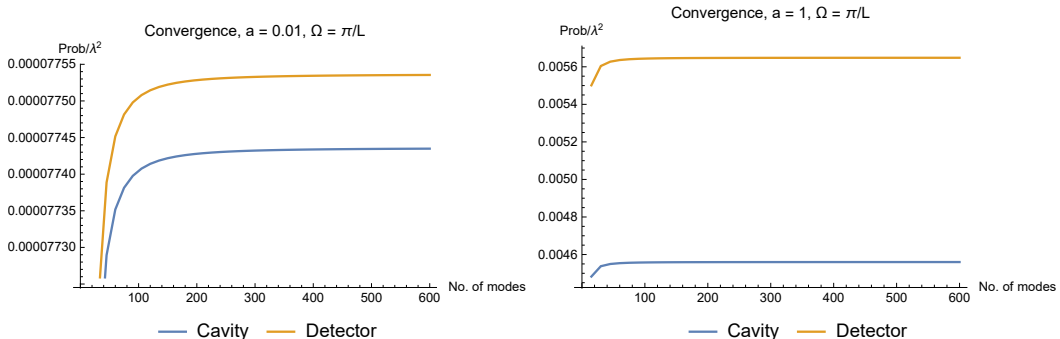 Convergence, a = 0.01, Ω = π/L
Prob/λ²
0.00007755
0.00007750
0.00007745
0.00007740
0.00007735
0.00007730
100 200 300 400 500 600
No. of modes
Cavity Detector
Convergence, a = 1, Ω = π/L
Prob/λ²
0.0056
0.0054
0.0052
0.0050
0.0048
0.0046
100 200 300 400 500 600
No. of modes
Cavity Detector